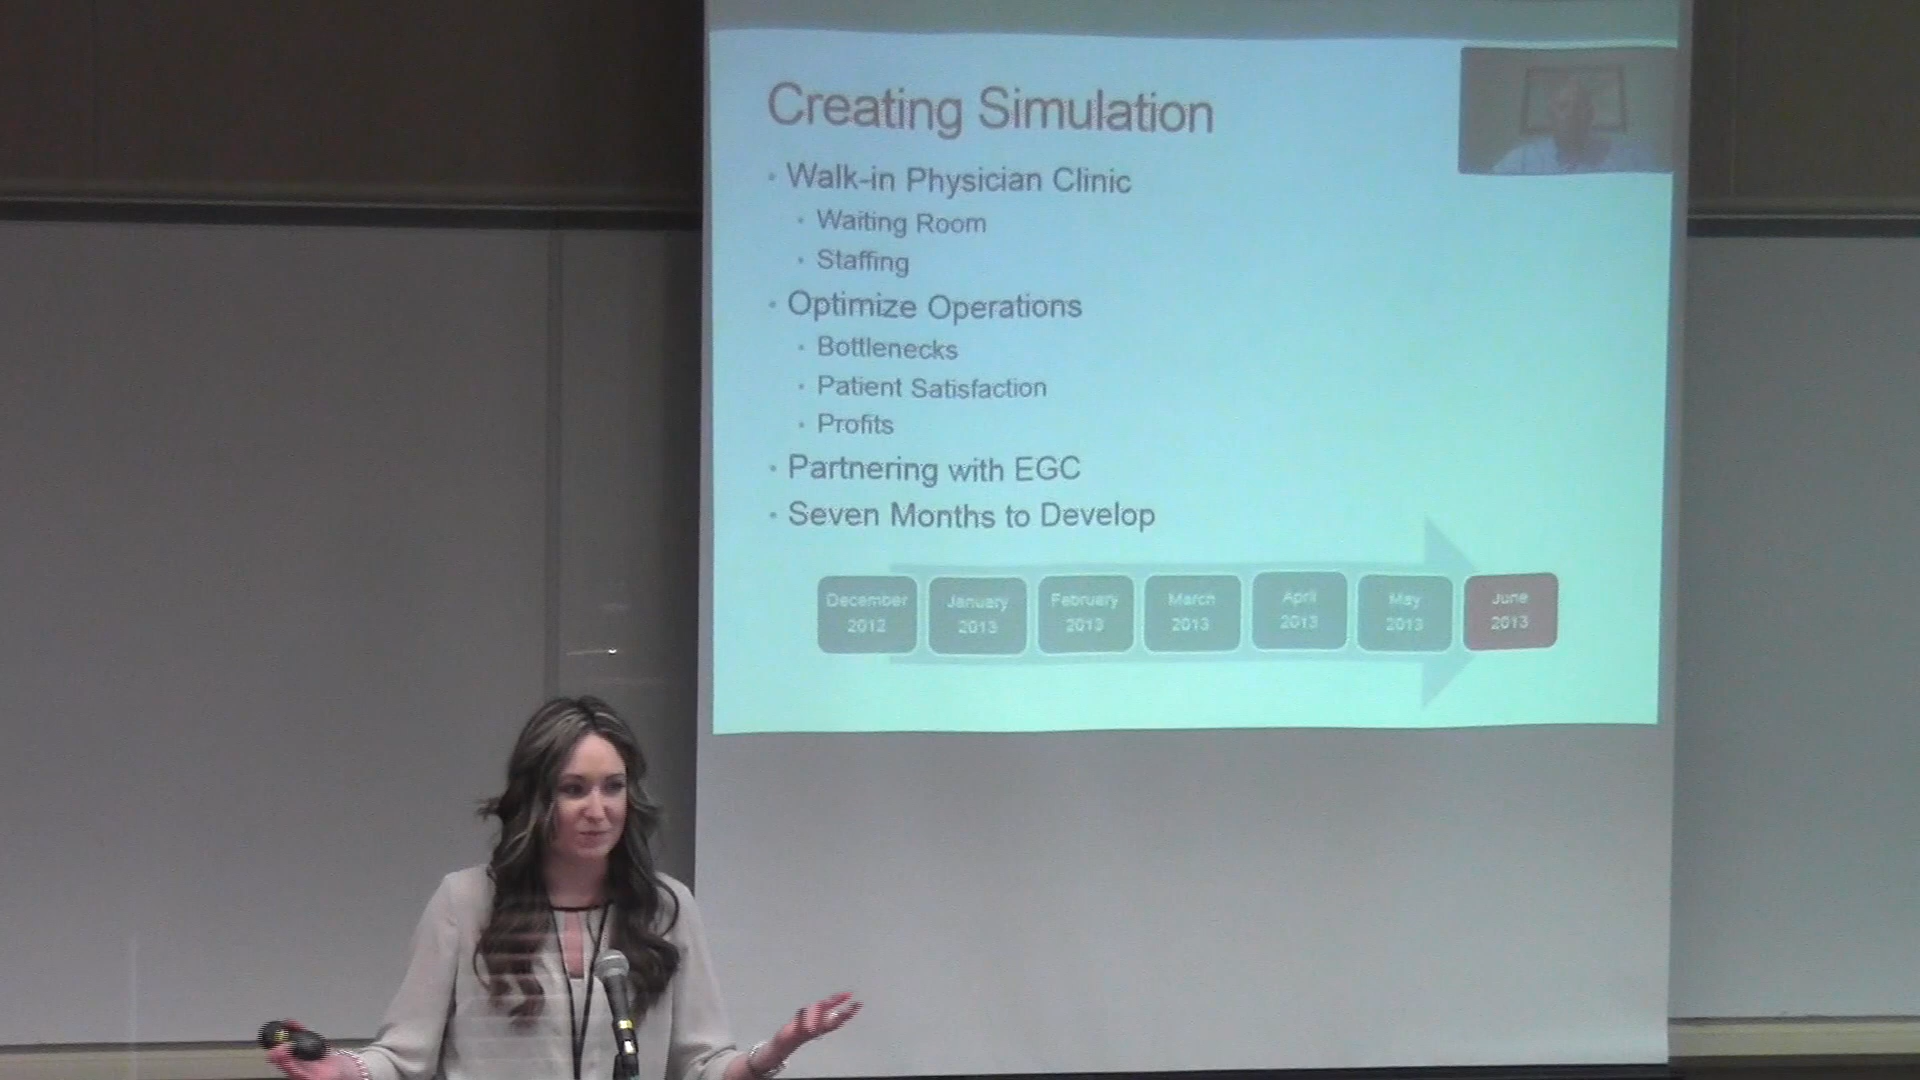 Creating Simulation
Walk-in Physician Clinic
Waiting Room
Staffing
Optimize Operations
Bottlenecks
Patient Satisfaction
Profits
Partnering with EGC
Seven Months to Develop
December
2012
January
2013
February
2013
March
2013
April
2013
May
2013
June
2013